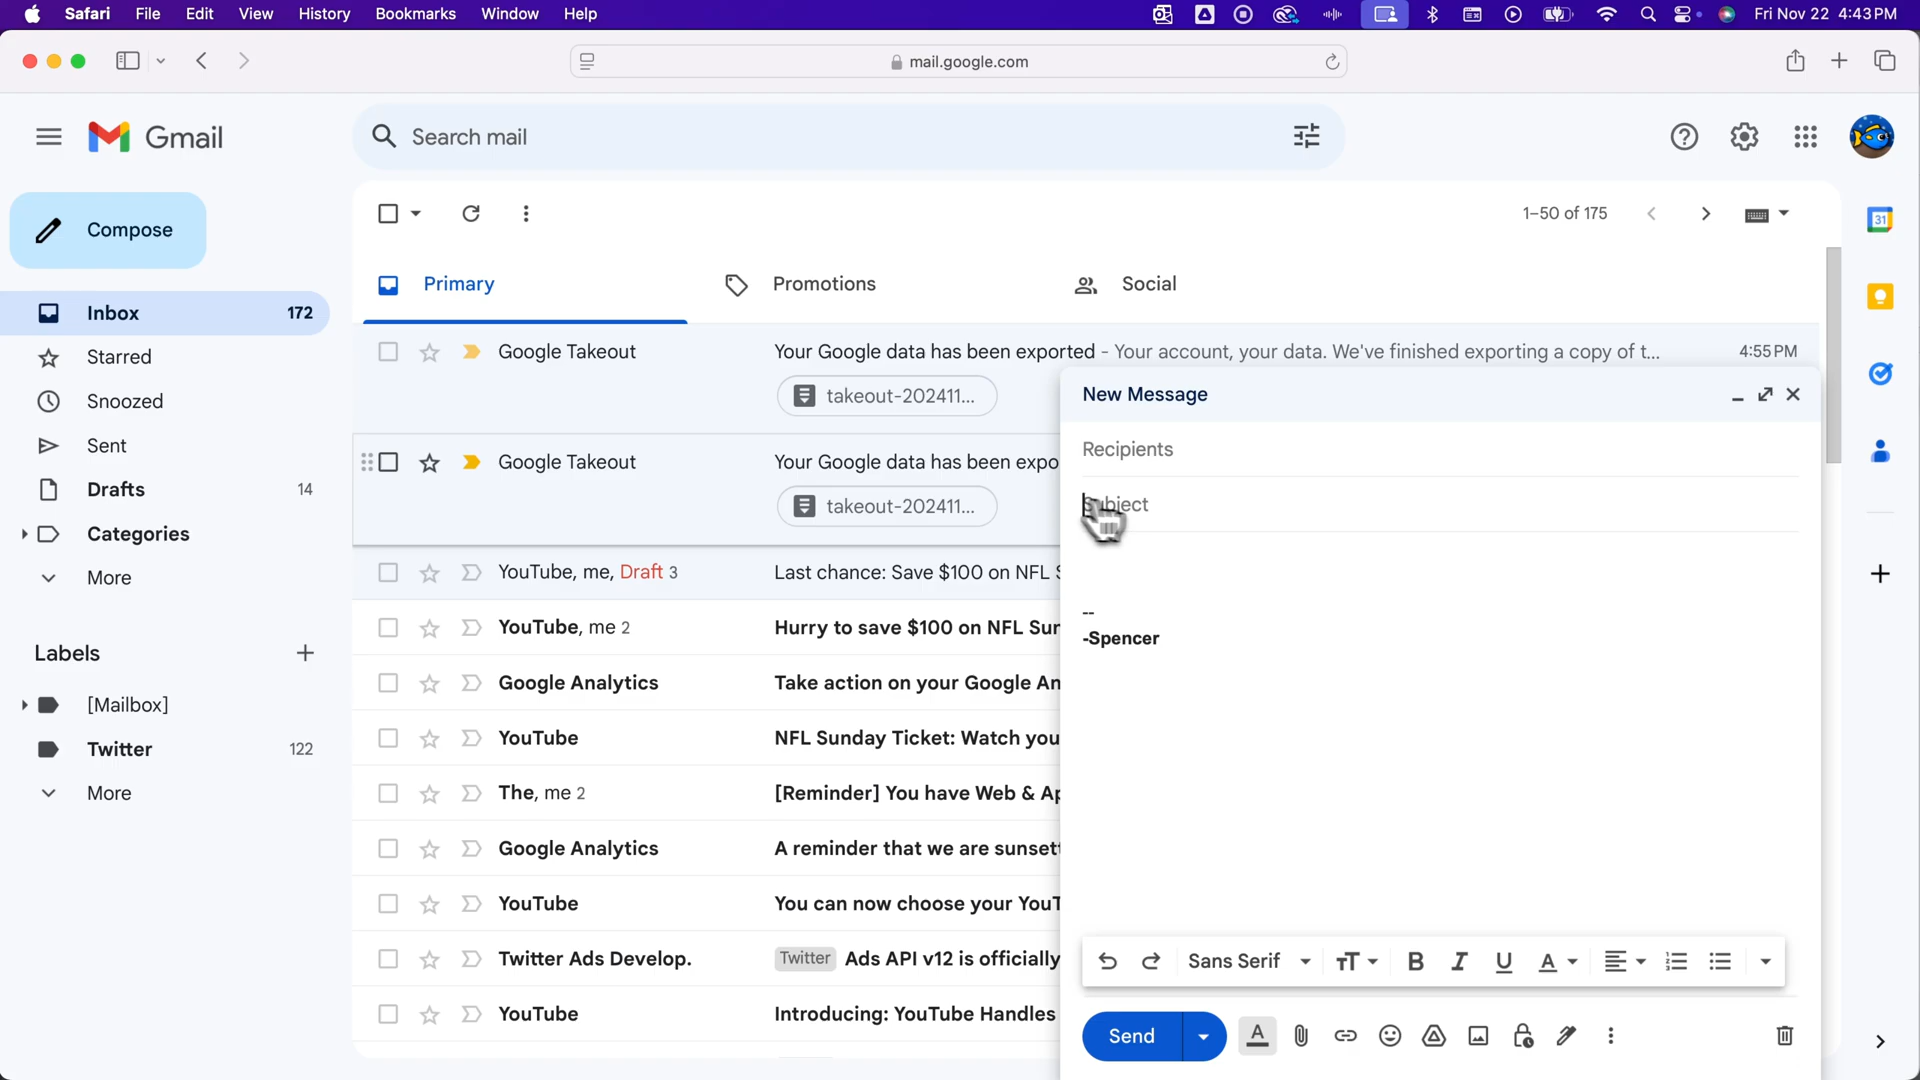 Safari File Edit View History Bookmarks Window Help Fri Nov 22 4:43 PM
mail.google.com
Gmail
Search mail
Compose
1–50 of 175
Primary Promotions Social
Inbox 172
Starred
Snoozed
Sent
Drafts 14
Categories
More
Labels
[Mailbox]
Twitter 122
More
Google Takeout Your Google data has been exported - Your account, your data. We've finished exporting a copy of t... 4:55 PM
takeout-202411...
Google Takeout Your Google data has been expo
takeout-202411...
YouTube, me, Draft 3 Last chance: Save $100 on NFL S
YouTube, me 2 Hurry to save $100 on NFL Sun
Google Analytics Take action on your Google An
YouTube NFL Sunday Ticket: Watch you
The, me 2 [Reminder] You have Web & Ap
Google Analytics A reminder that we are sunset
YouTube You can now choose your YouT
Twitter Ads Develop. Twitter Ads API v12 is officially
YouTube Introducing: YouTube Handles
New Message
Recipients
Subject
--
-Spencer
Sans Serif
Send
31